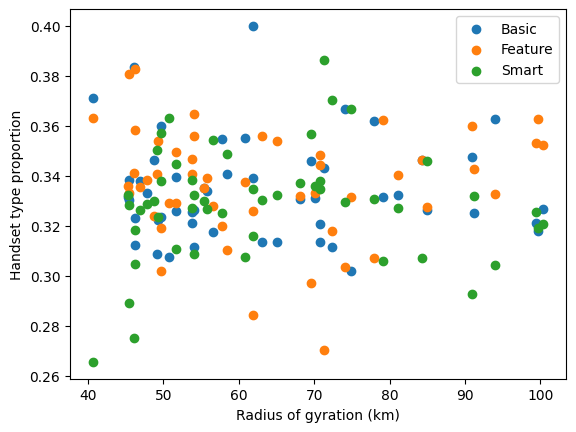 Basic
Feature
Smart
0.40
0.38
0.36
0.34
0.32
0.30
0.28
0.26
Handset type proportion
40 50 60 70 80 90 100
Radius of gyration (km)